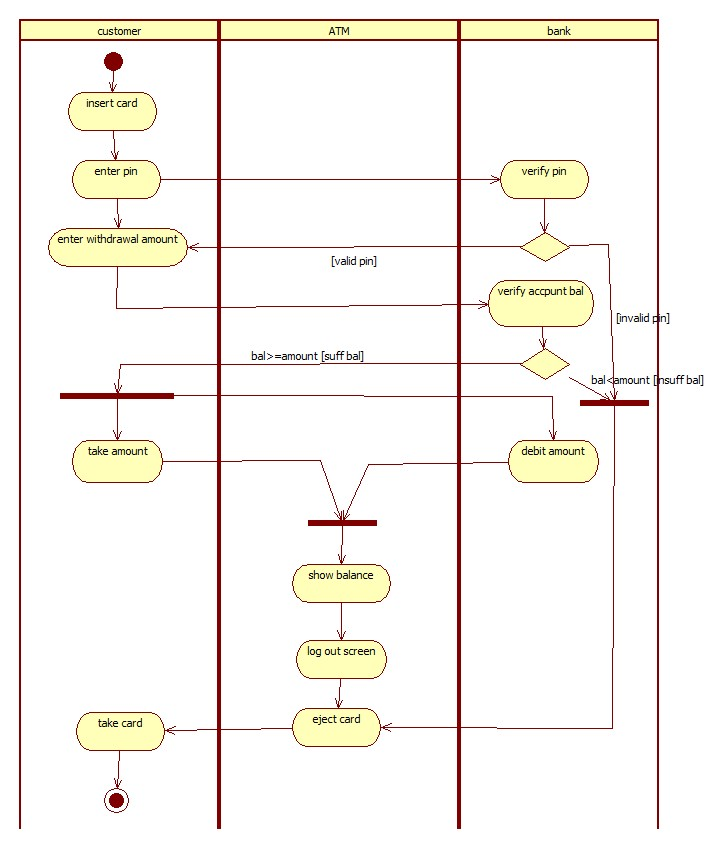 customer
ATM
bank
insert card
enter pin
verify pin
enter withdrawal amount
[valid pin]
verify accpunt bal
[invalid pin]
bal>=amount [suff bal]
bal<amount [insuff bal]
take amount
debit amount
show balance
log out screen
take card
eject card